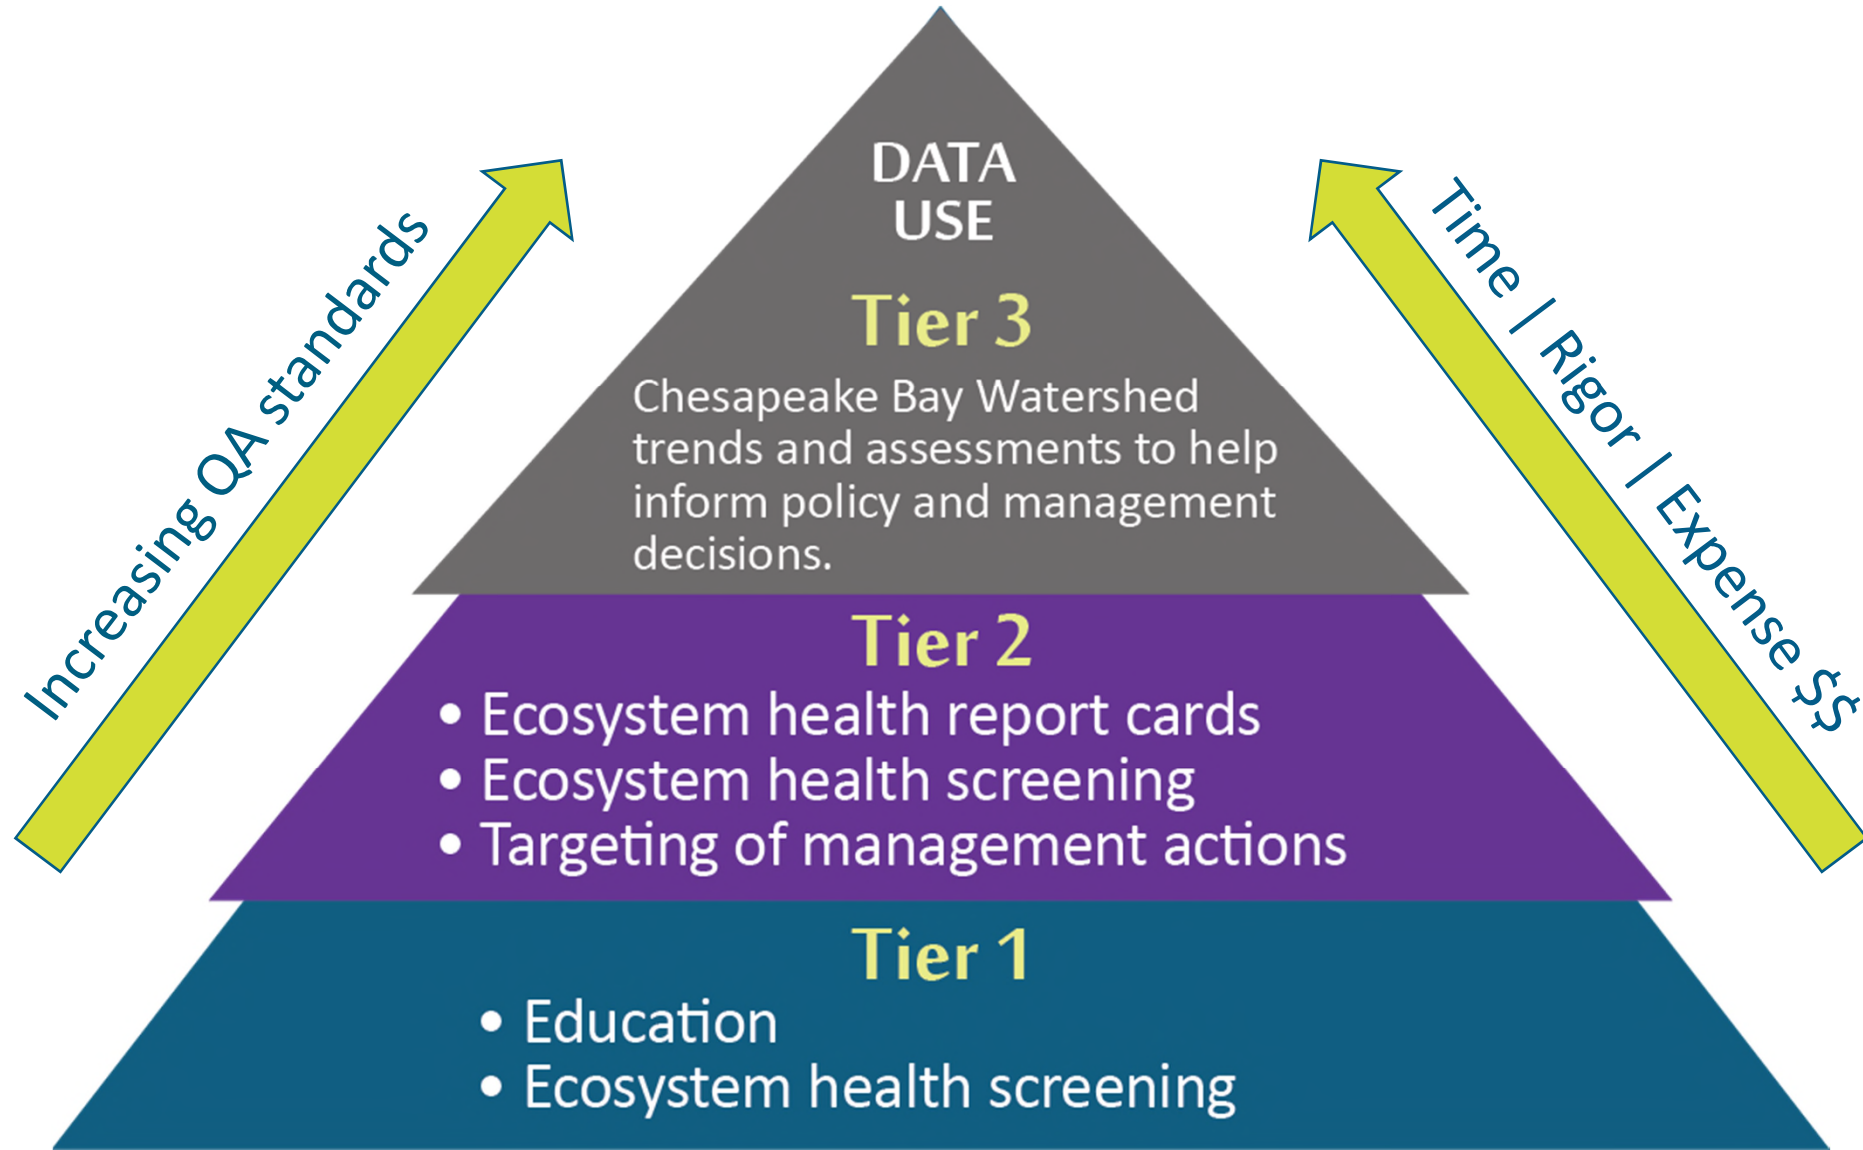 DATA
USE
Tier 3
Chesapeake Bay Watershed
trends and assessments to help
inform policy and management
decisions.
Tier 2
• Ecosystem health report cards
• Ecosystem health screening
• Targeting of management actions
Tier 1
• Education
• Ecosystem health screening
Increasing QA standards
Time | Rigor | Expense $$